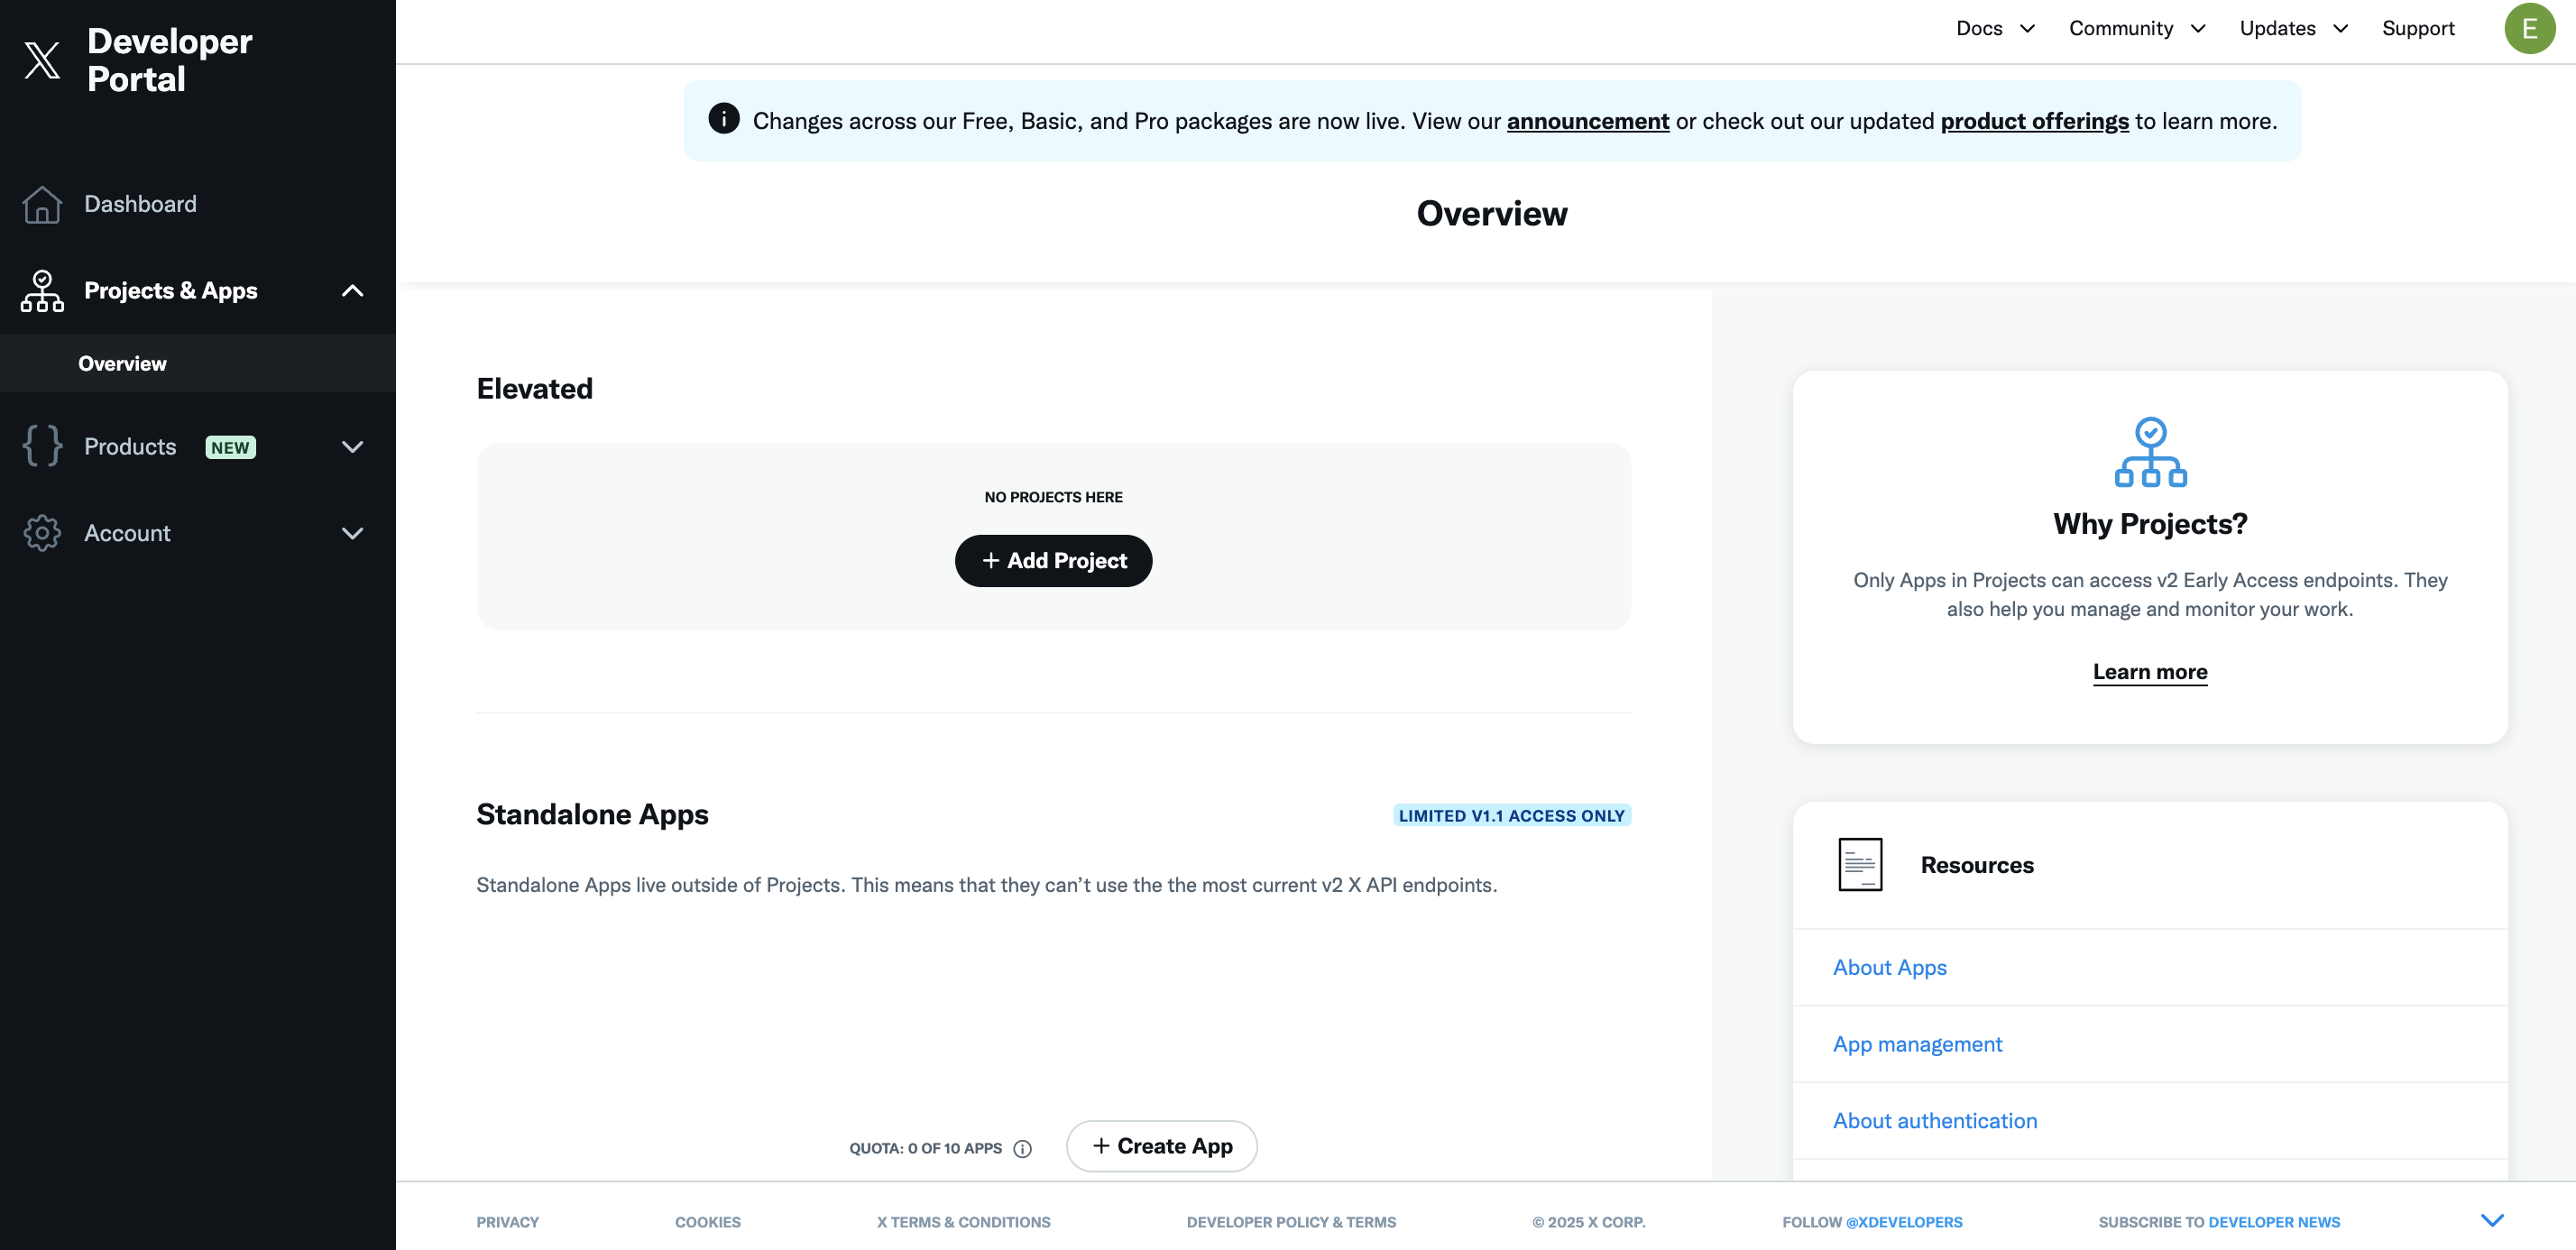 Developer
Portal
Dashboard
Projects & Apps
Overview
Products NEW
Account
Docs Community Updates Support E
Changes across our Free, Basic, and Pro packages are now live. View our announcement or check out our updated product offerings to learn more.
Overview
Elevated
NO PROJECTS HERE
+ Add Project
Standalone Apps LIMITED V1.1 ACCESS ONLY
Standalone Apps live outside of Projects. This means that they can’t use the the most current v2 X API endpoints.
QUOTA: 0 OF 10 APPS + Create App
Why Projects?
Only Apps in Projects can access v2 Early Access endpoints. They
also help you manage and monitor your work.
Learn more
Resources
About Apps
App management
About authentication
PRIVACY COOKIES X TERMS & CONDITIONS DEVELOPER POLICY & TERMS © 2025 X CORP. FOLLOW @XDEVELOPERS SUBSCRIBE TO DEVELOPER NEWS